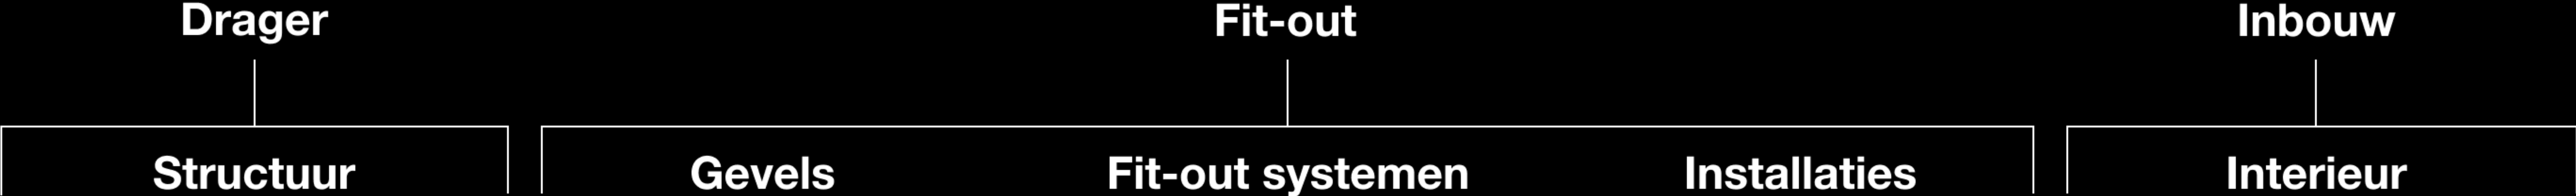 Drager Fit-out Inbouw
Structuur Gevels Fit-out systemen Installaties Interieur